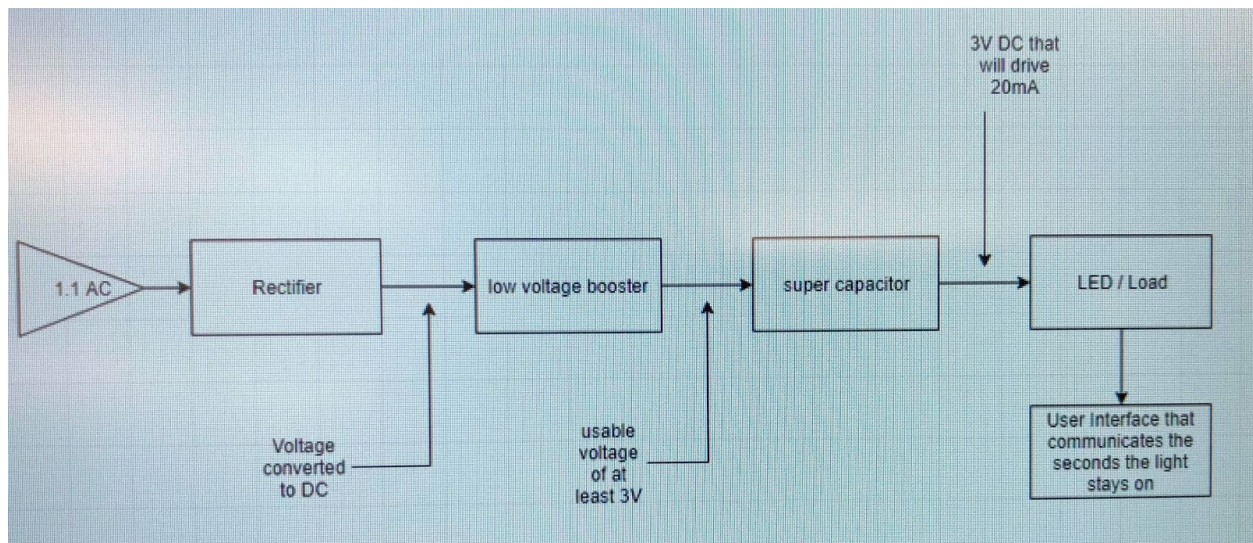 3V DC that
will drive
20mA
1.1 AC
Rectifier
low voltage booster
super capacitor
LED / Load
Voltage
converted
to DC
usable
voltage
of at
least 3V
User Interface that
communicates the
seconds the light
stays on